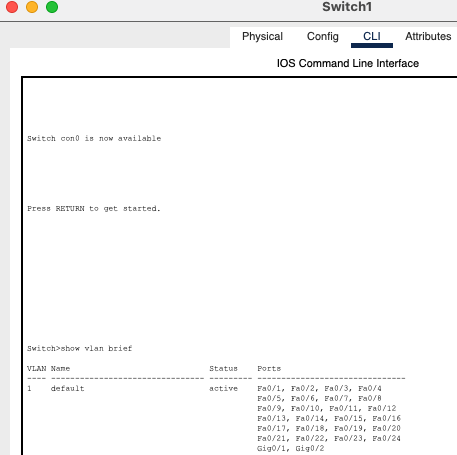 Switch1
Physical Config CLI Attributes
IOS Command Line Interface
Switch con0 is now available
Press RETURN to get started.
Switch>show vlan brief
VLAN Name Status Ports
---- -------------------------------- --------- -------------------------------
1 default active Fa0/1, Fa0/2, Fa0/3, Fa0/4
Fa0/5, Fa0/6, Fa0/7, Fa0/8
Fa0/9, Fa0/10, Fa0/11, Fa0/12
Fa0/13, Fa0/14, Fa0/15, Fa0/16
Fa0/17, Fa0/18, Fa0/19, Fa0/20
Fa0/21, Fa0/22, Fa0/23, Fa0/24
Gig0/1, Gig0/2